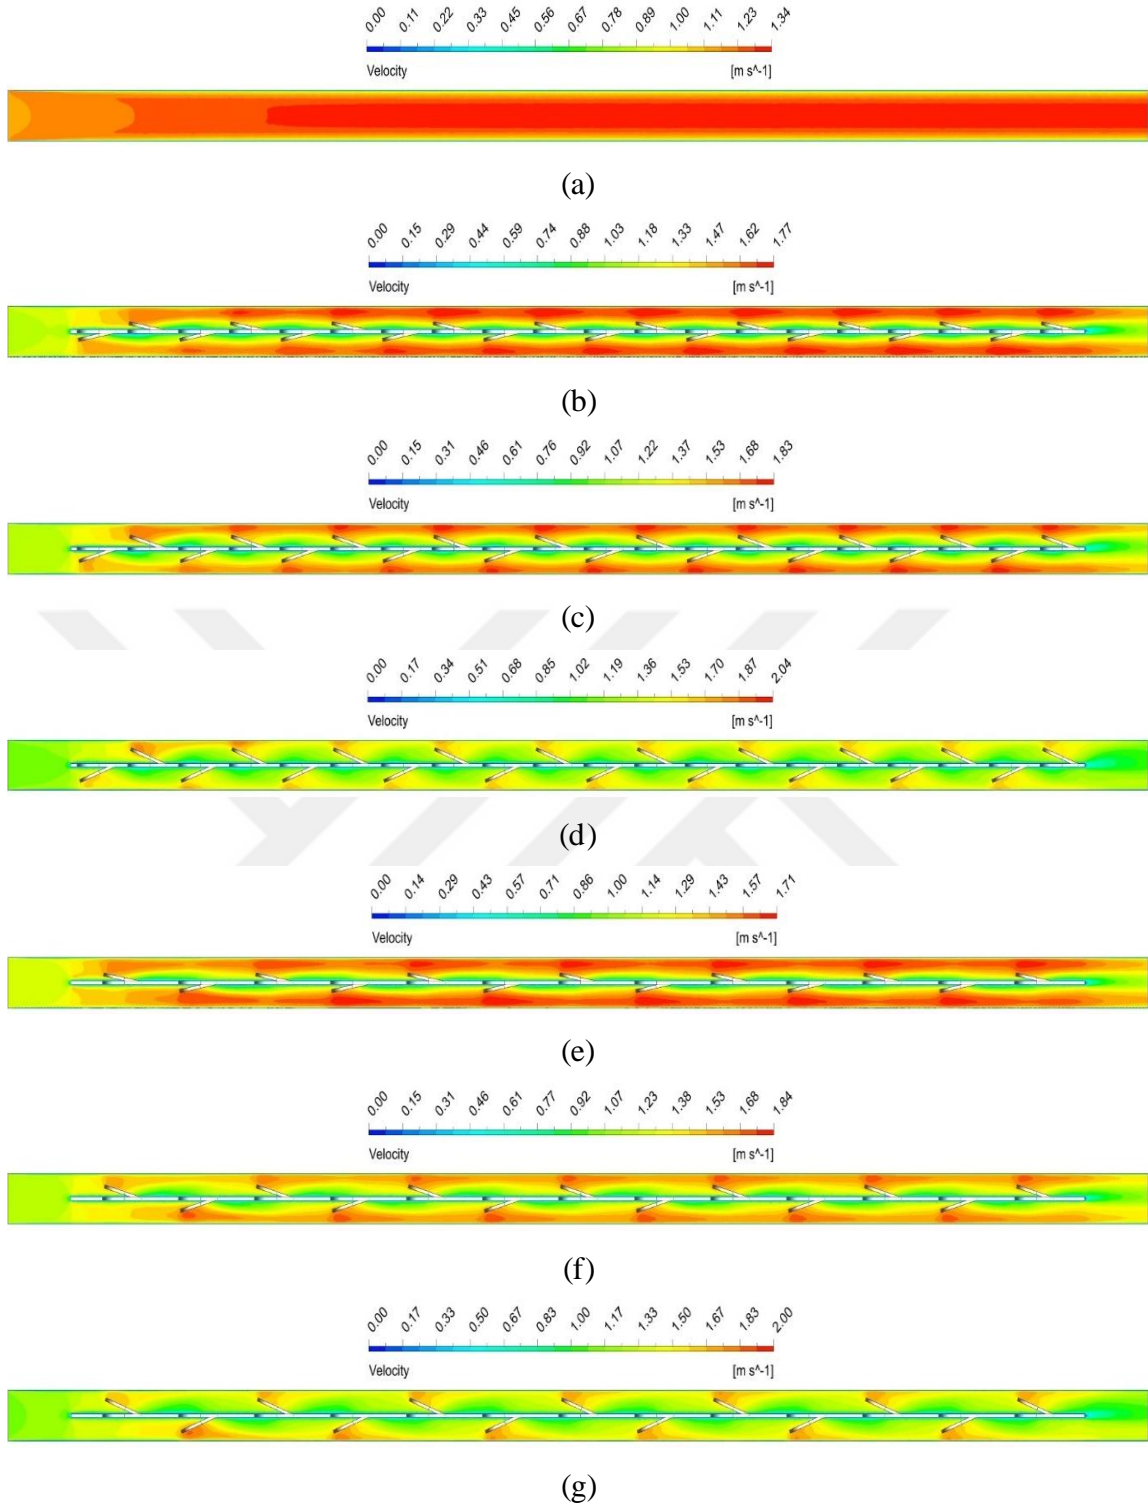 0.00 0.11 0.22 0.33 0.45 0.56 0.67 0.78 0.89 1.00 1.11 1.23 1.34
Velocity [m s^-1]
(a)
0.00 0.15 0.29 0.44 0.59 0.74 0.88 1.03 1.18 1.33 1.47 1.62 1.77
Velocity [m s^-1]
(b)
0.00 0.15 0.31 0.46 0.61 0.76 0.92 1.07 1.22 1.37 1.53 1.68 1.83
Velocity [m s^-1]
(c)
0.00 0.17 0.34 0.51 0.68 0.85 1.02 1.19 1.36 1.53 1.70 1.87 2.04
Velocity [m s^-1]
(d)
0.00 0.14 0.29 0.43 0.57 0.71 0.86 1.00 1.14 1.29 1.43 1.57 1.71
Velocity [m s^-1]
(e)
0.00 0.15 0.31 0.46 0.61 0.77 0.92 1.07 1.23 1.38 1.53 1.68 1.84
Velocity [m s^-1]
(f)
0.00 0.17 0.33 0.50 0.67 0.83 1.00 1.17 1.33 1.50 1.67 1.83 2.00
Velocity [m s^-1]
(g)